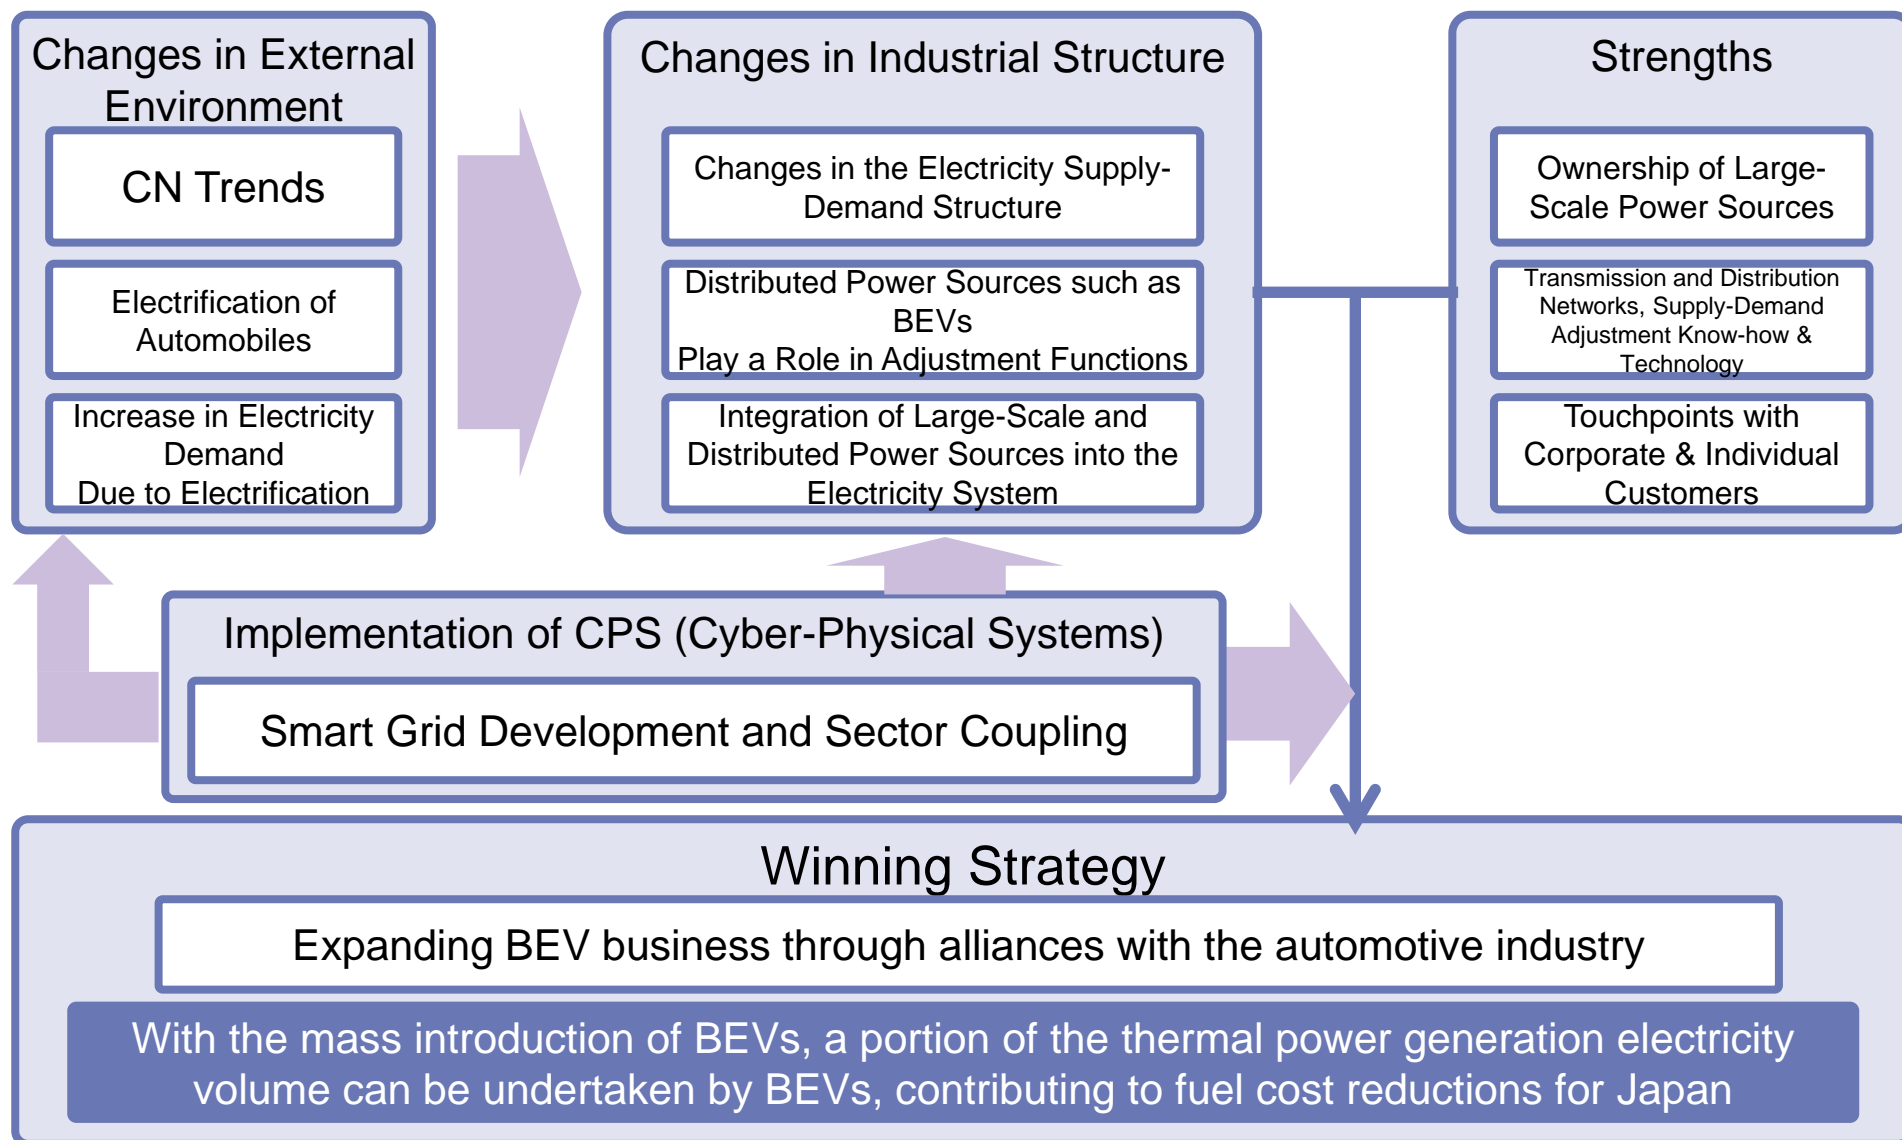 Changes in External
Environment
CN Trends
Electrification of
Automobiles
Increase in Electricity
Demand
Due to Electrification
Changes in Industrial Structure
Changes in the Electricity Supply-
Demand Structure
Distributed Power Sources such as
BEVs
Play a Role in Adjustment Functions
Integration of Large-Scale and
Distributed Power Sources into the
Electricity System
Strengths
Ownership of Large-
Scale Power Sources
Transmission and Distribution
Networks, Supply-Demand
Adjustment Know-how &
Technology
Touchpoints with
Corporate & Individual
Customers
Implementation of CPS (Cyber-Physical Systems)
Smart Grid Development and Sector Coupling
Winning Strategy
Expanding BEV business through alliances with the automotive industry
With the mass introduction of BEVs, a portion of the thermal power generation electricity
volume can be undertaken by BEVs, contributing to fuel cost reductions for Japan